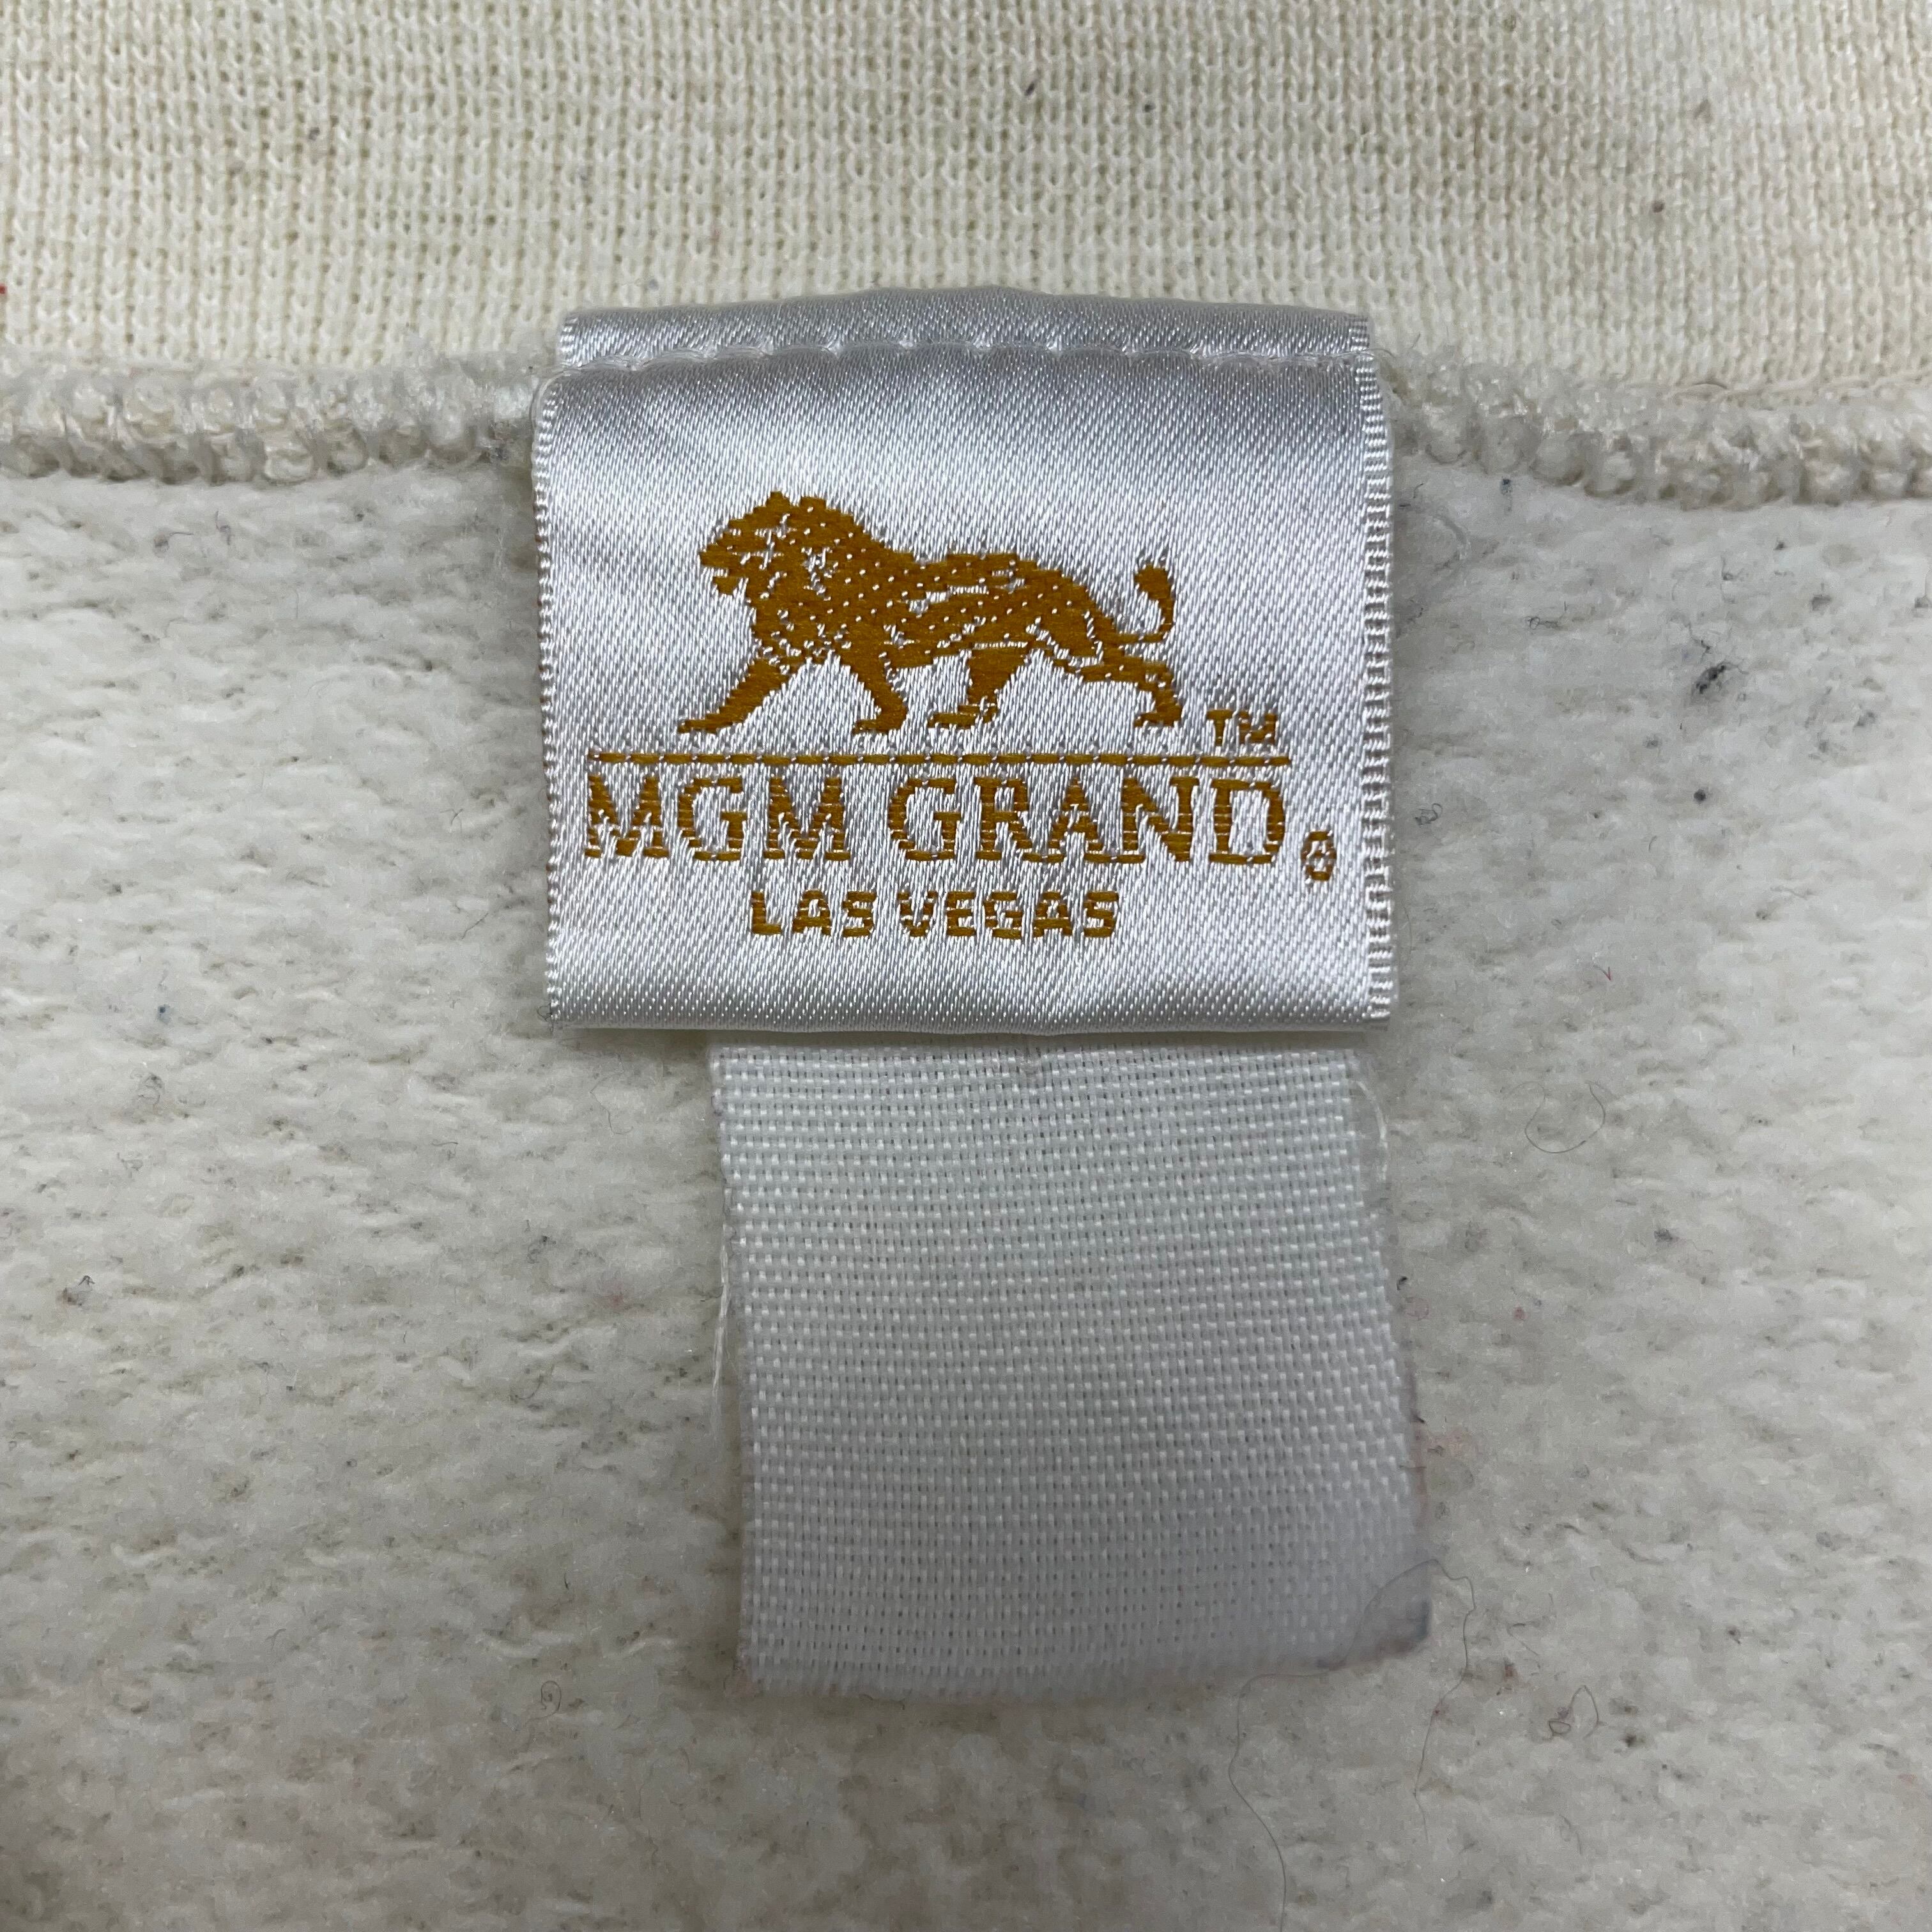 ™
MGM GRAND®
LAS VEGAS